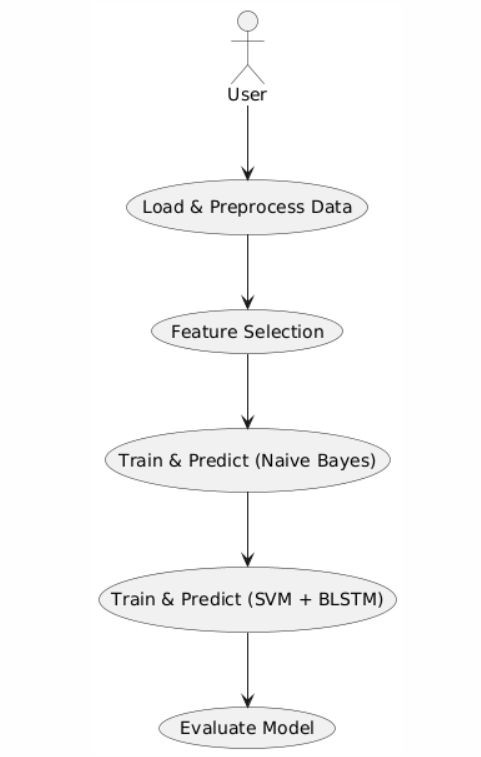 User
Load & Preprocess Data
Feature Selection
Train & Predict (Naive Bayes)
Train & Predict (SVM + BLSTM)
Evaluate Model